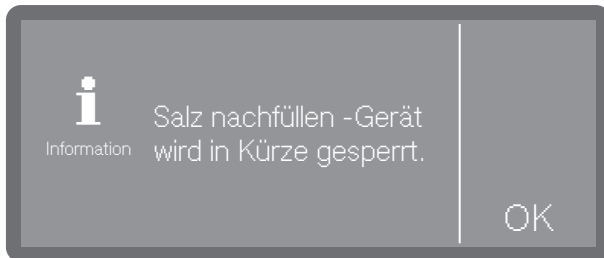 i
Information
Salz nachfüllen -Gerät
wird in Kürze gesperrt.
OK